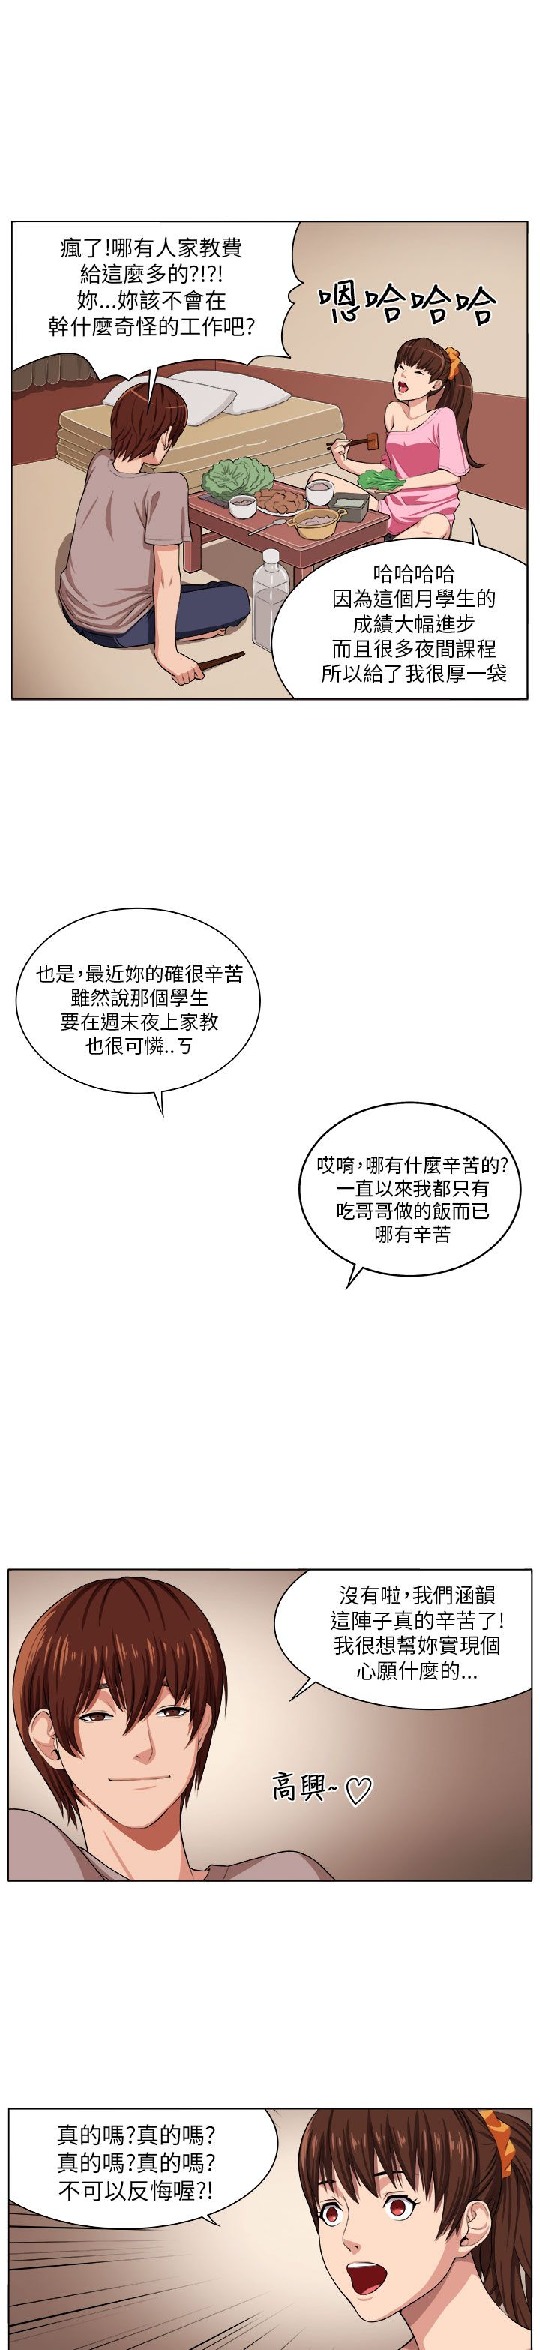 瘋了!哪有人家教費
給這麼多的?!?!
妳...妳該不會在
幹什麼奇怪的工作吧?
嗯哈哈哈
哈哈哈哈
因為這個月學生的
成績大幅進步
而且很多夜間課程
所以給了我很厚一袋
也是,最近妳的確很辛苦
雖然說那個學生
要在週末夜上家教
也很可憐..ㄎ
哎唷,哪有什麼辛苦的?
一直以來我都只有
吃哥哥做的飯而已
哪有辛苦
沒有啦,我們涵韻
這陣子真的辛苦了!
我很想幫妳實現個
心願什麼的...
高興~♡
真的嗎?真的嗎?
真的嗎?真的嗎?
不可以反悔喔?!